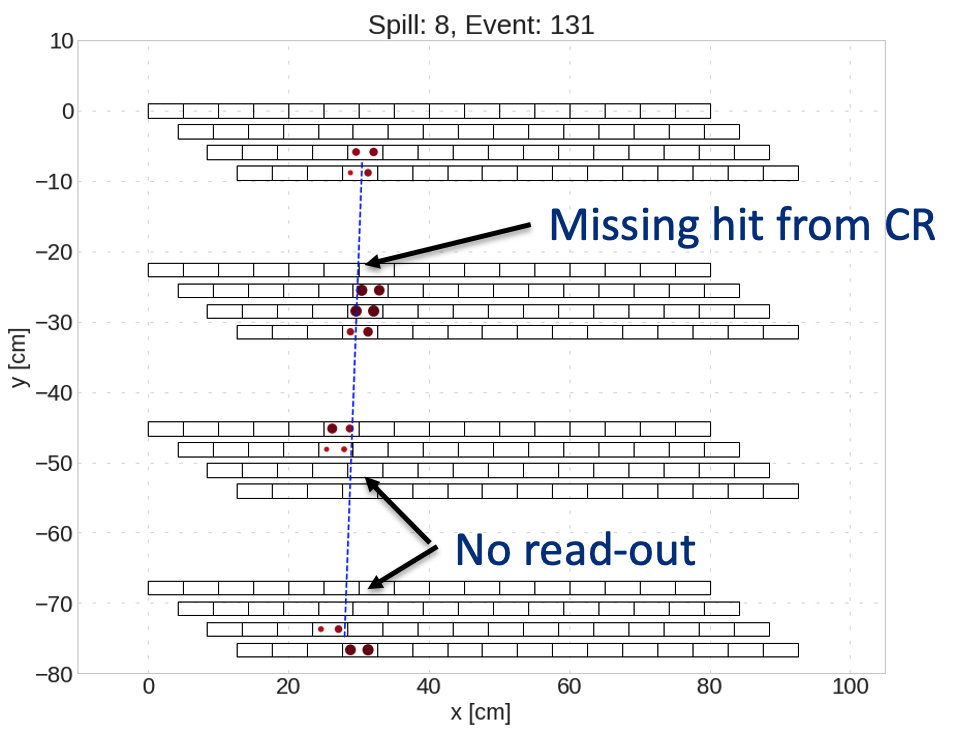 Spill: 8, Event: 131
10
0
−10
Missing hit from CR
−20
−30
y [cm]
−40
−50
No read-out
−60
−70
−80
0 20 40 60 80 100
x [cm]